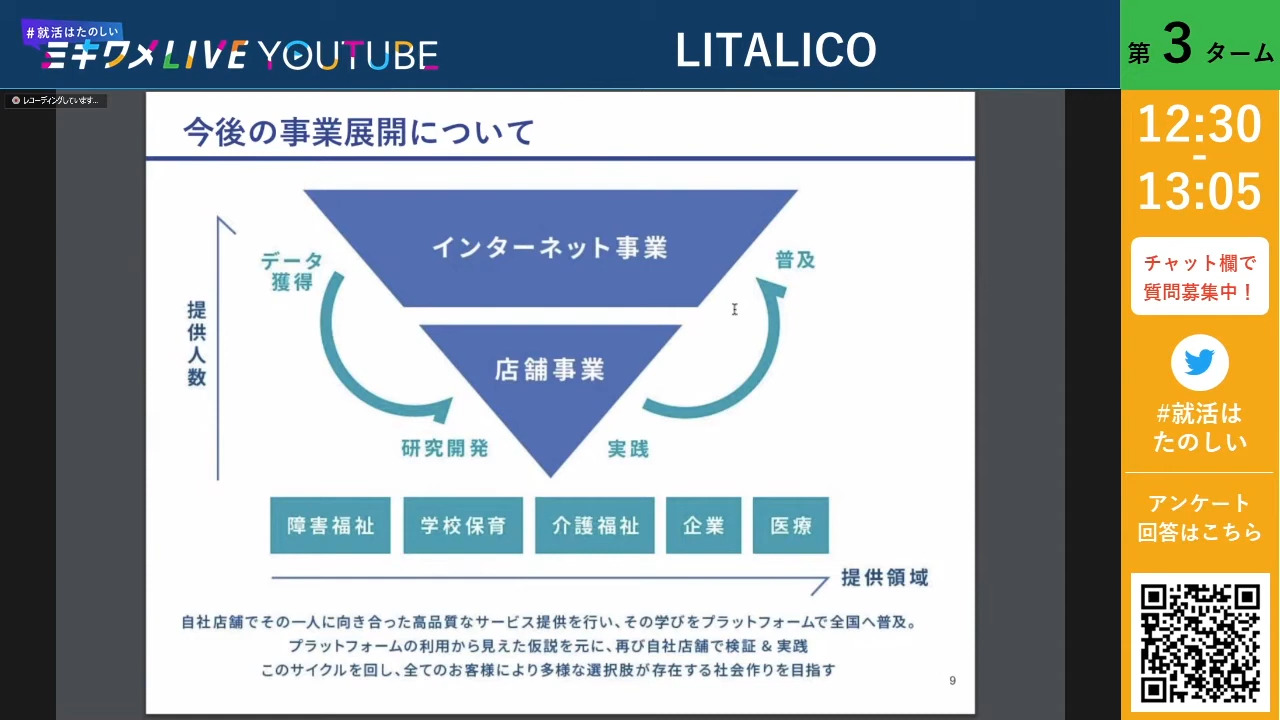 #就活はたのしい
ミキワメLIVE YOUTUBE
LITALICO
第3ターム
レコーディングしています...
12:30
-
13:05
チャット欄で
質問募集中！
#就活は
たのしい
アンケート
回答はこちら
今後の事業展開について
インターネット事業
データ
獲得
普及
提供人数
店舗事業
研究開発
実践
障害福祉
学校保育
介護福祉
企業
医療
提供領域
自社店舗でその一人に向き合った高品質なサービス提供を行い、その学びをプラットフォームで全国へ普及。
プラットフォームの利用から見えた仮説を元に、再び自社店舗で検証 & 実践
このサイクルを回し、全てのお客様により多様な選択肢が存在する社会作りを目指す
9